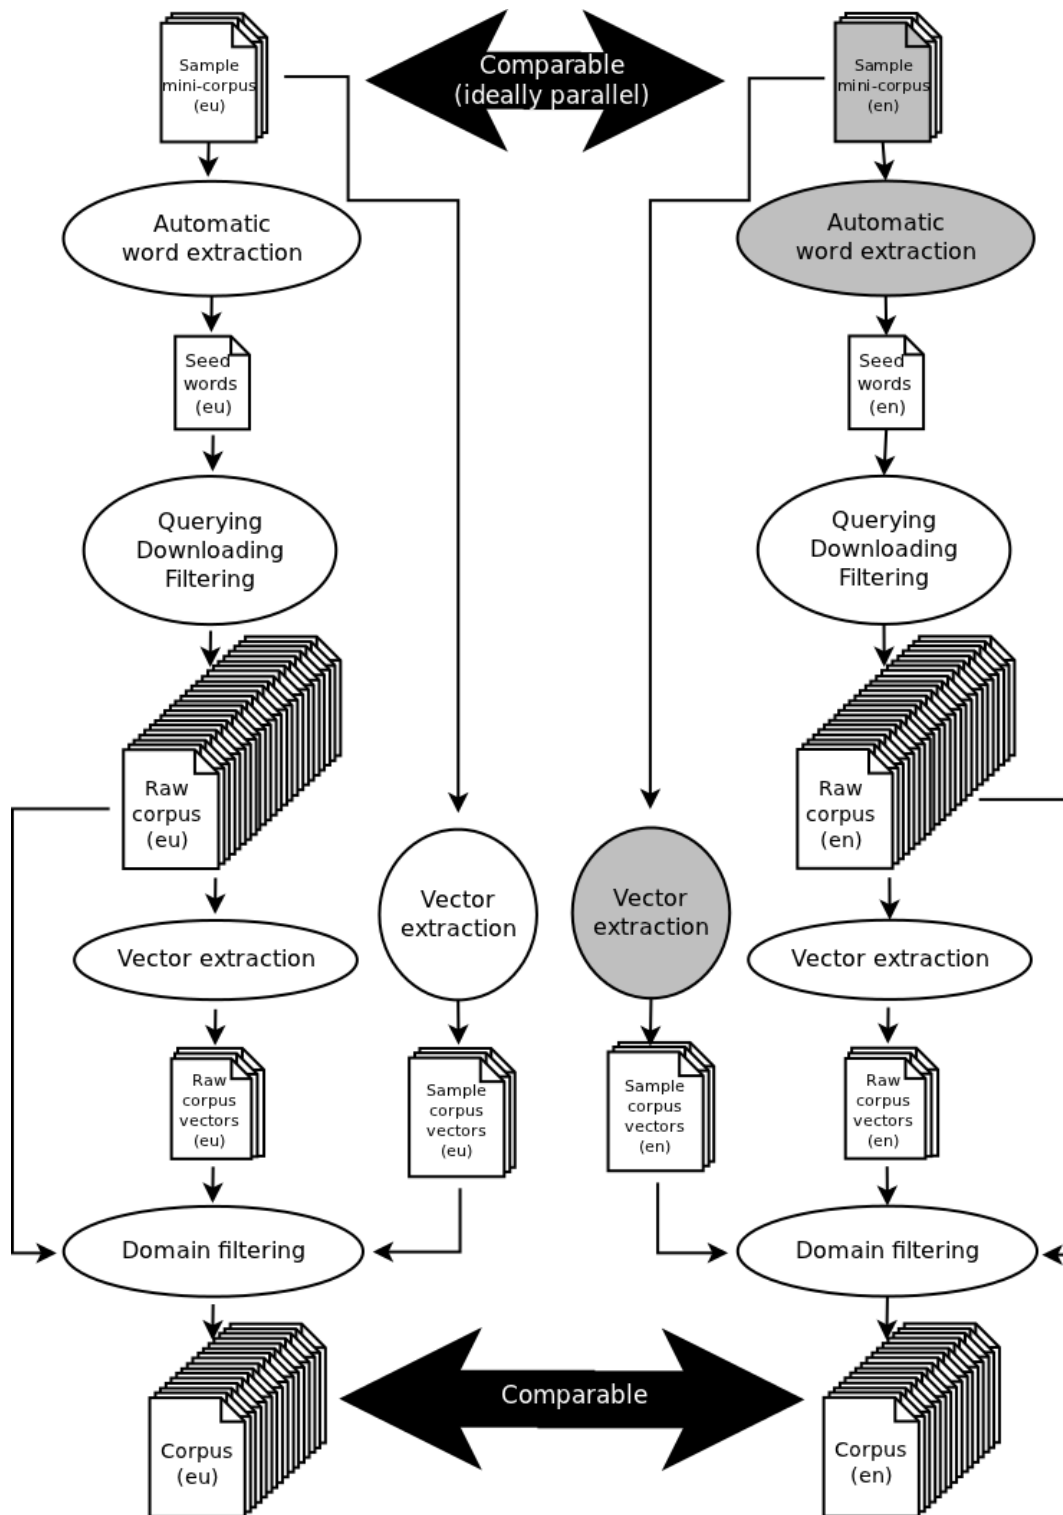 Sample
mini-corpus
(eu)
Comparable
(ideally parallel)
Sample
mini-corpus
(en)
Automatic
word extraction
Automatic
word extraction
Seed
words
(eu)
Seed
words
(en)
Querying
Downloading
Filtering
Querying
Downloading
Filtering
Raw
corpus
(eu)
Raw
corpus
(en)
Vector
extraction
Vector
extraction
Vector extraction
Vector extraction
Raw
corpus
vectors
(eu)
Sample
corpus
vectors
(eu)
Sample
corpus
vectors
(en)
Raw
corpus
vectors
(en)
Domain filtering
Domain filtering
Comparable
Corpus
(eu)
Corpus
(en)